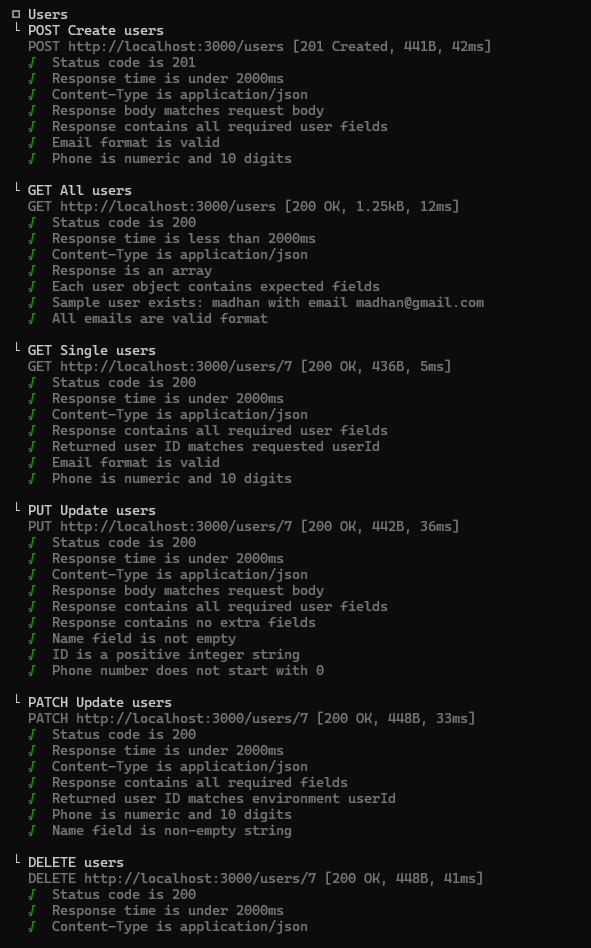 □ Users
└ POST Create users
POST http://localhost:3000/users [201 Created, 441B, 42ms]
√ Status code is 201
√ Response time is under 2000ms
√ Content-Type is application/json
√ Response body matches request body
√ Response contains all required user fields
√ Email format is valid
√ Phone is numeric and 10 digits
└ GET All users
GET http://localhost:3000/users [200 OK, 1.25kB, 12ms]
√ Status code is 200
√ Response time is less than 2000ms
√ Content-Type is application/json
√ Response is an array
√ Each user object contains expected fields
√ Sample user exists: madhan with email madhan@gmail.com
√ All emails are valid format
└ GET Single users
GET http://localhost:3000/users/7 [200 OK, 436B, 5ms]
√ Status code is 200
√ Response time is under 2000ms
√ Content-Type is application/json
√ Response contains all required user fields
√ Returned user ID matches requested userId
√ Email format is valid
√ Phone is numeric and 10 digits
└ PUT Update users
PUT http://localhost:3000/users/7 [200 OK, 442B, 36ms]
√ Status code is 200
√ Response time is under 2000ms
√ Content-Type is application/json
√ Response body matches request body
√ Response contains all required user fields
√ Response contains no extra fields
√ Name field is not empty
√ ID is a positive integer string
√ Phone number does not start with 0
└ PATCH Update users
PATCH http://localhost:3000/users/7 [200 OK, 448B, 33ms]
√ Status code is 200
√ Response time is under 2000ms
√ Content-Type is application/json
√ Response contains all required fields
√ Returned user ID matches environment userId
√ Phone is numeric and 10 digits
√ Name field is non-empty string
└ DELETE users
DELETE http://localhost:3000/users/7 [200 OK, 448B, 41ms]
√ Status code is 200
√ Response time is under 2000ms
√ Content-Type is application/json